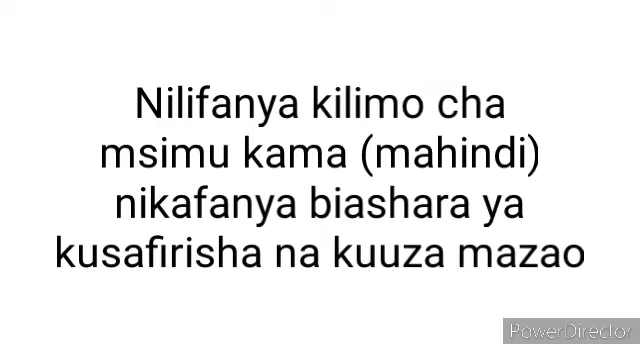 Nilifanya kilimo cha
msimu kama (mahindi)
nikafanya biashara ya
kusafirisha na kuuza mazao
PowerDirector